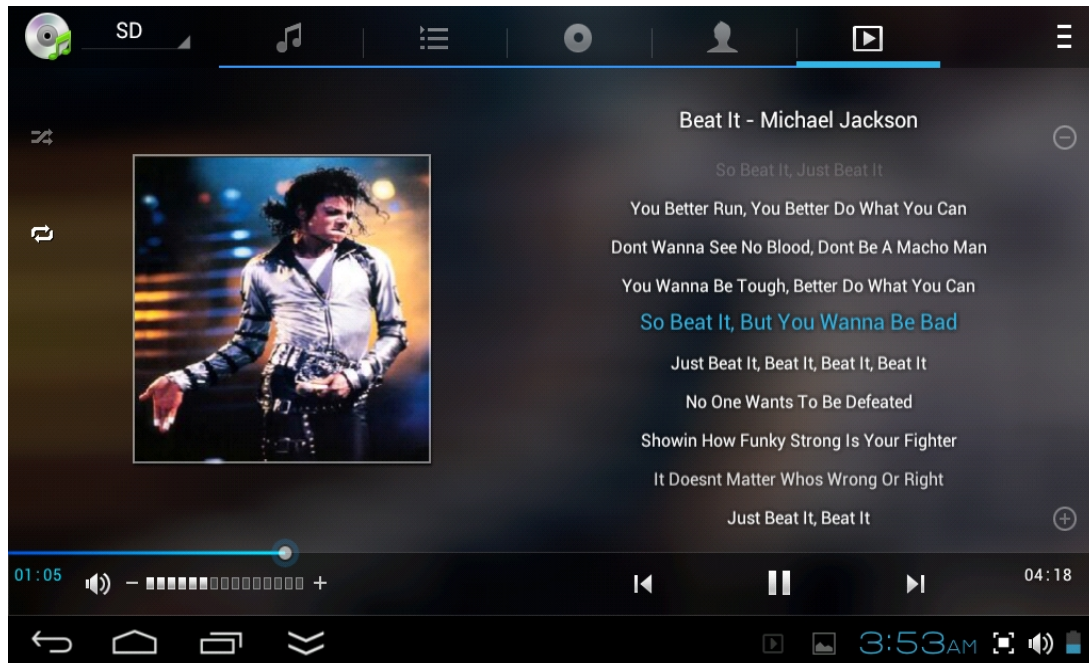 SD
Beat It - Michael Jackson
So Beat It, Just Beat It
You Better Run, You Better Do What You Can
Dont Wanna See No Blood, Dont Be A Macho Man
You Wanna Be Tough, Better Do What You Can
So Beat It, But You Wanna Be Bad
Just Beat It, Beat It, Beat It, Beat It
No One Wants To Be Defeated
Showin How Funky Strong Is Your Fighter
It Doesnt Matter Whos Wrong Or Right
Just Beat It, Beat It
01:05
04:18
3:53AM